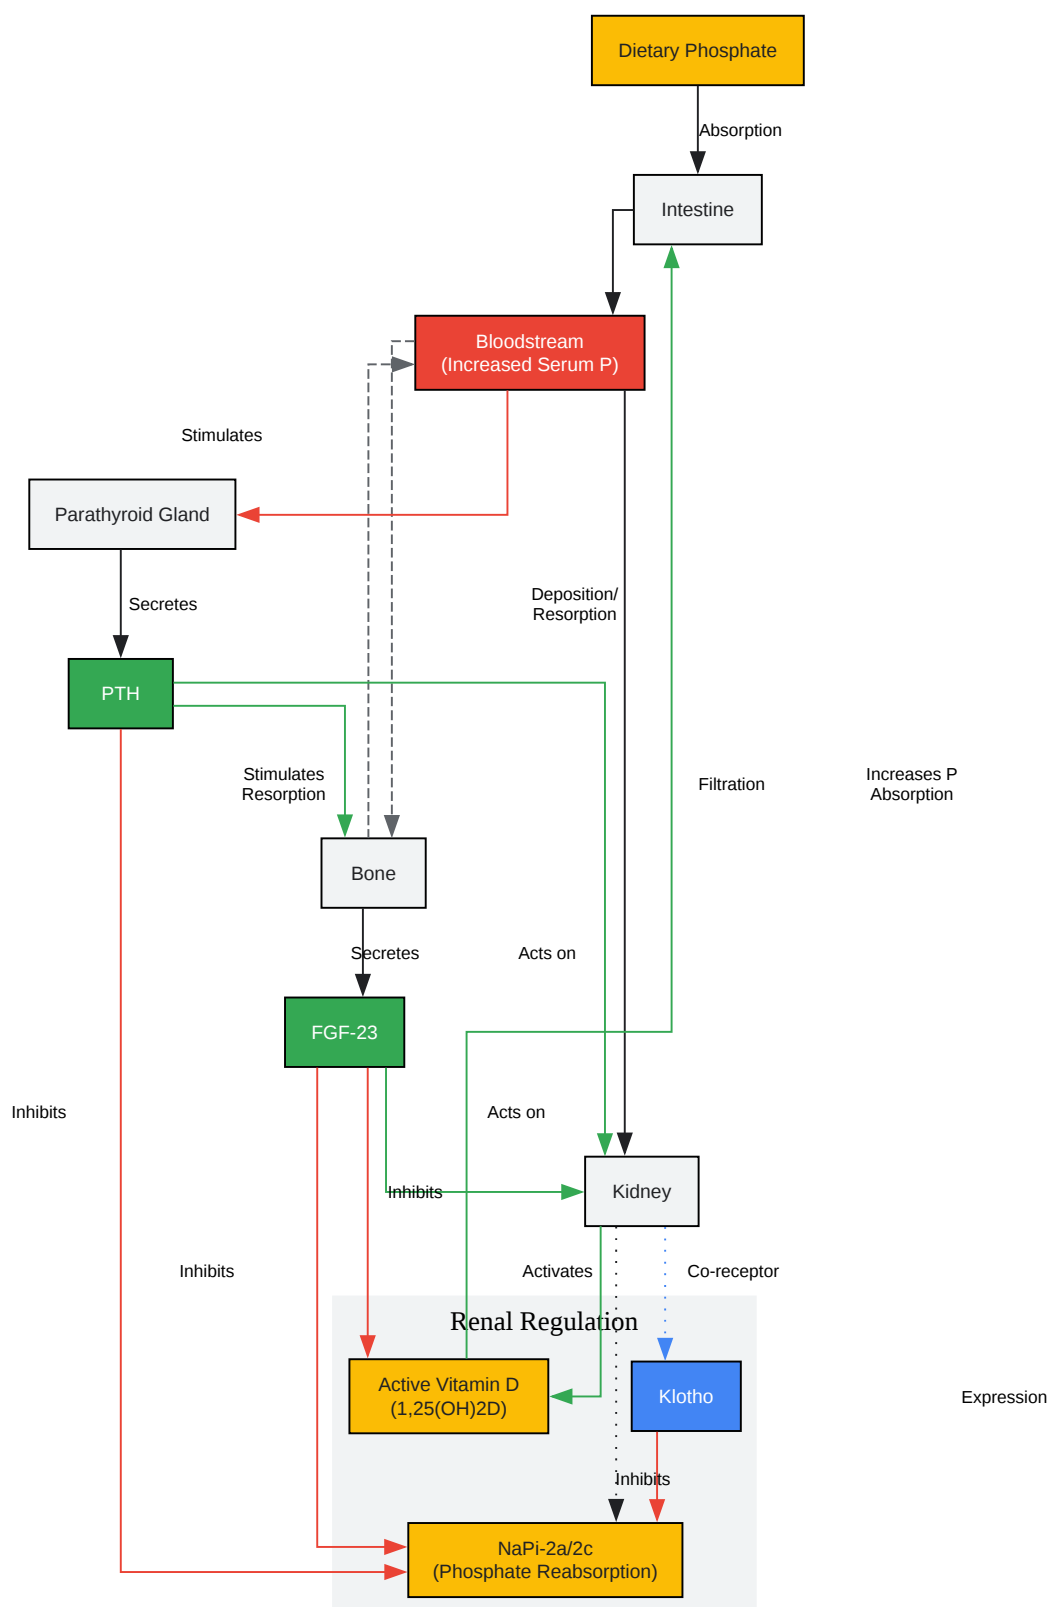 Dietary Phosphate
Absorption
Intestine
Bloodstream
(Increased Serum P)
Stimulates
Parathyroid Gland
Secretes
Deposition/
Resorption
PTH
Stimulates
Resorption
Filtration
Increases P
Absorption
Bone
Secretes
Acts on
FGF-23
Inhibits
Acts on
Kidney
Inhibits
Inhibits
Activates
Co-receptor
Renal Regulation
Active Vitamin D
(1,25(OH)2D)
Klotho
Expression
Inhibits
NaPi-2a/2c
(Phosphate Reabsorption)